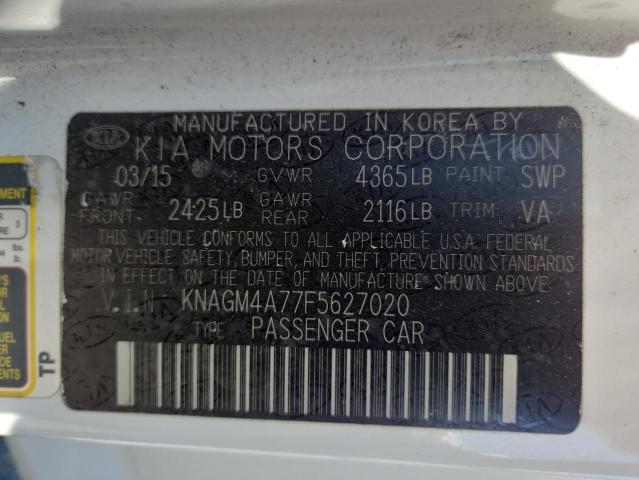 MANUFACTURED IN KOREA BY
KIA KIA MOTORS CORPORATION
03/15 GVWR 4365LB PAINT SWP
GAWR FRONT 2425LB GAWR REAR 2116LB TRIM VA
THIS VEHICLE CONFORMS TO ALL APPLICABLE U.S.A. FEDERAL
MOTOR VEHICLE SAFETY, BUMPER, AND THEFT PREVENTION STANDARDS
IN EFFECT ON THE DATE OF MANUFACTURE SHOWN ABOVE.
V.I.N KNAGM4A77F5627020
TYPE PASSENGER CAR
TP
3